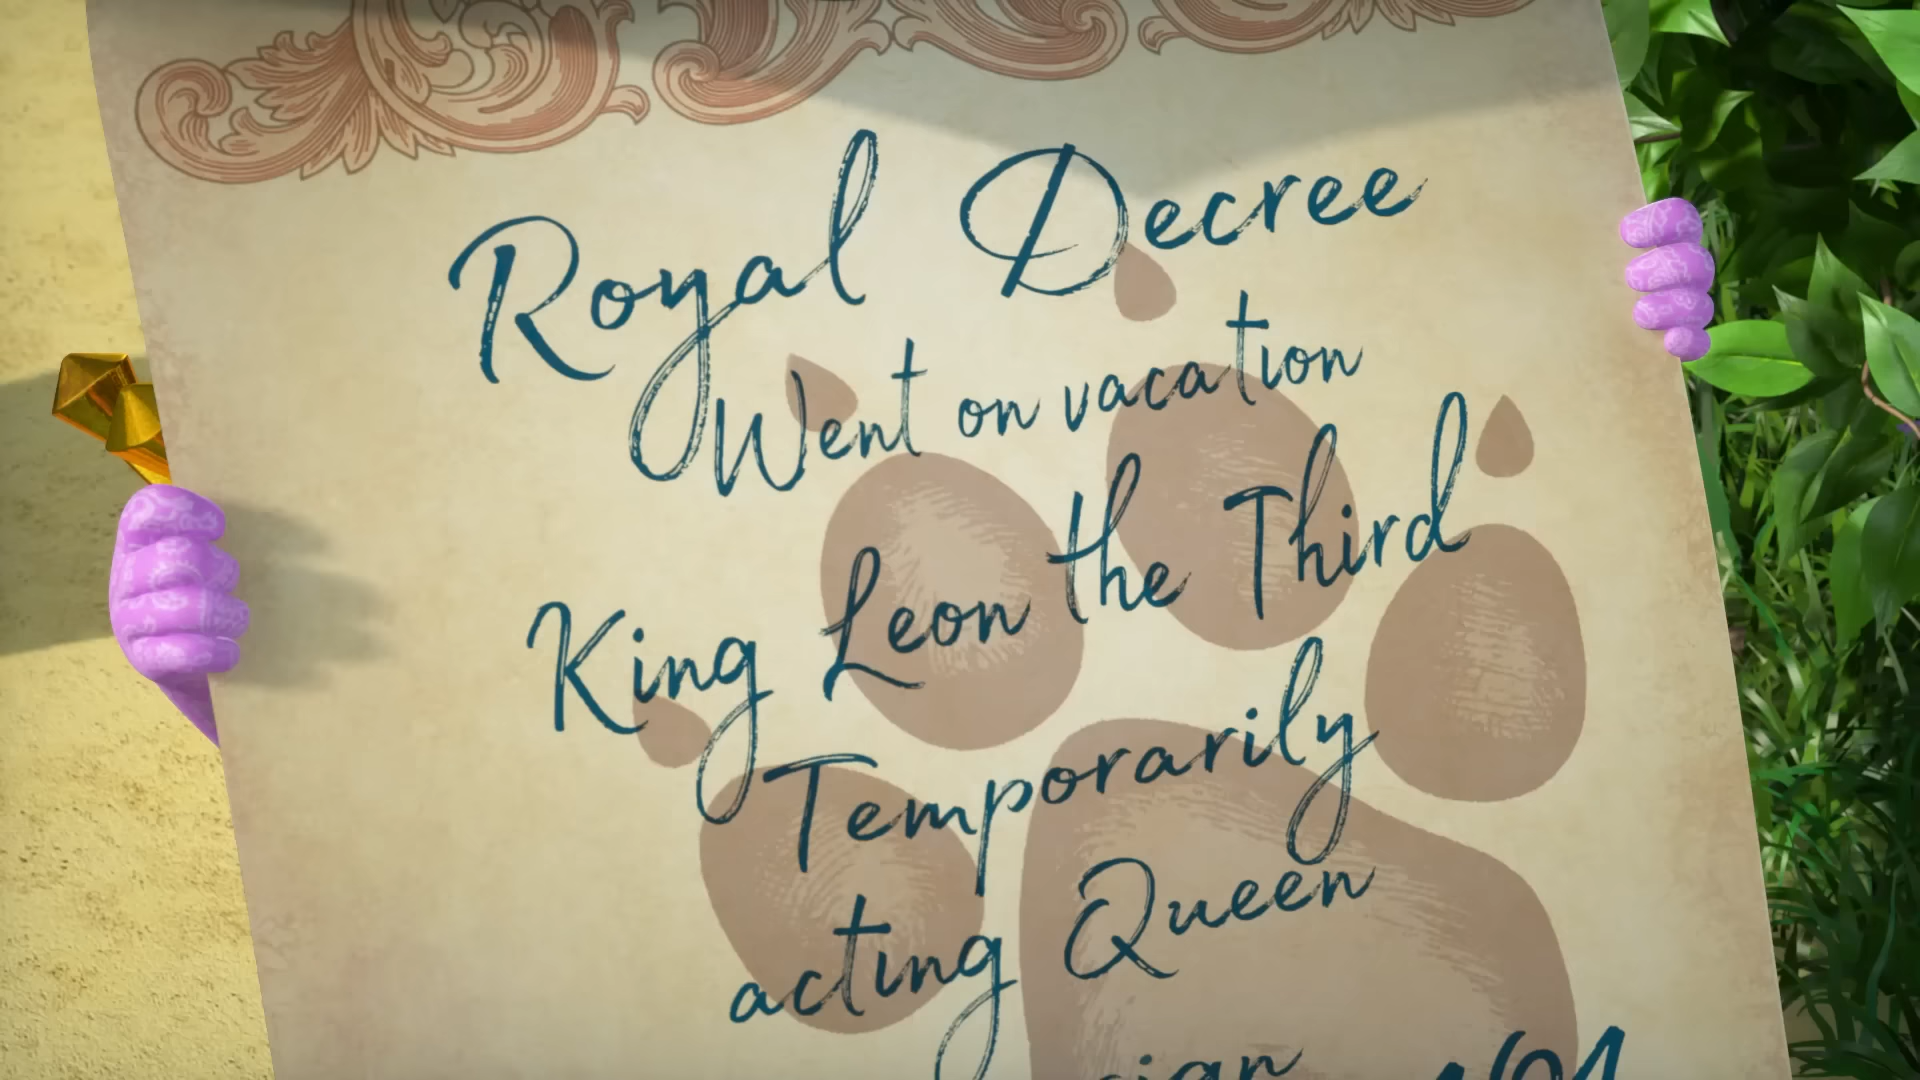 Royal Decree
Went on vacation
King Leon the Third
Temporarily
acting Queen